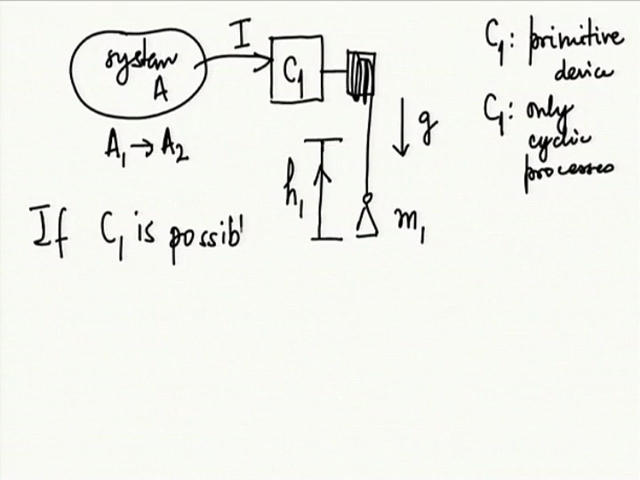 system
A
I
C₁
A₁ → A₂
h₁
g
m₁
C₁: primitive
device
C₁: only
cyclic
processes
If C₁ is possib